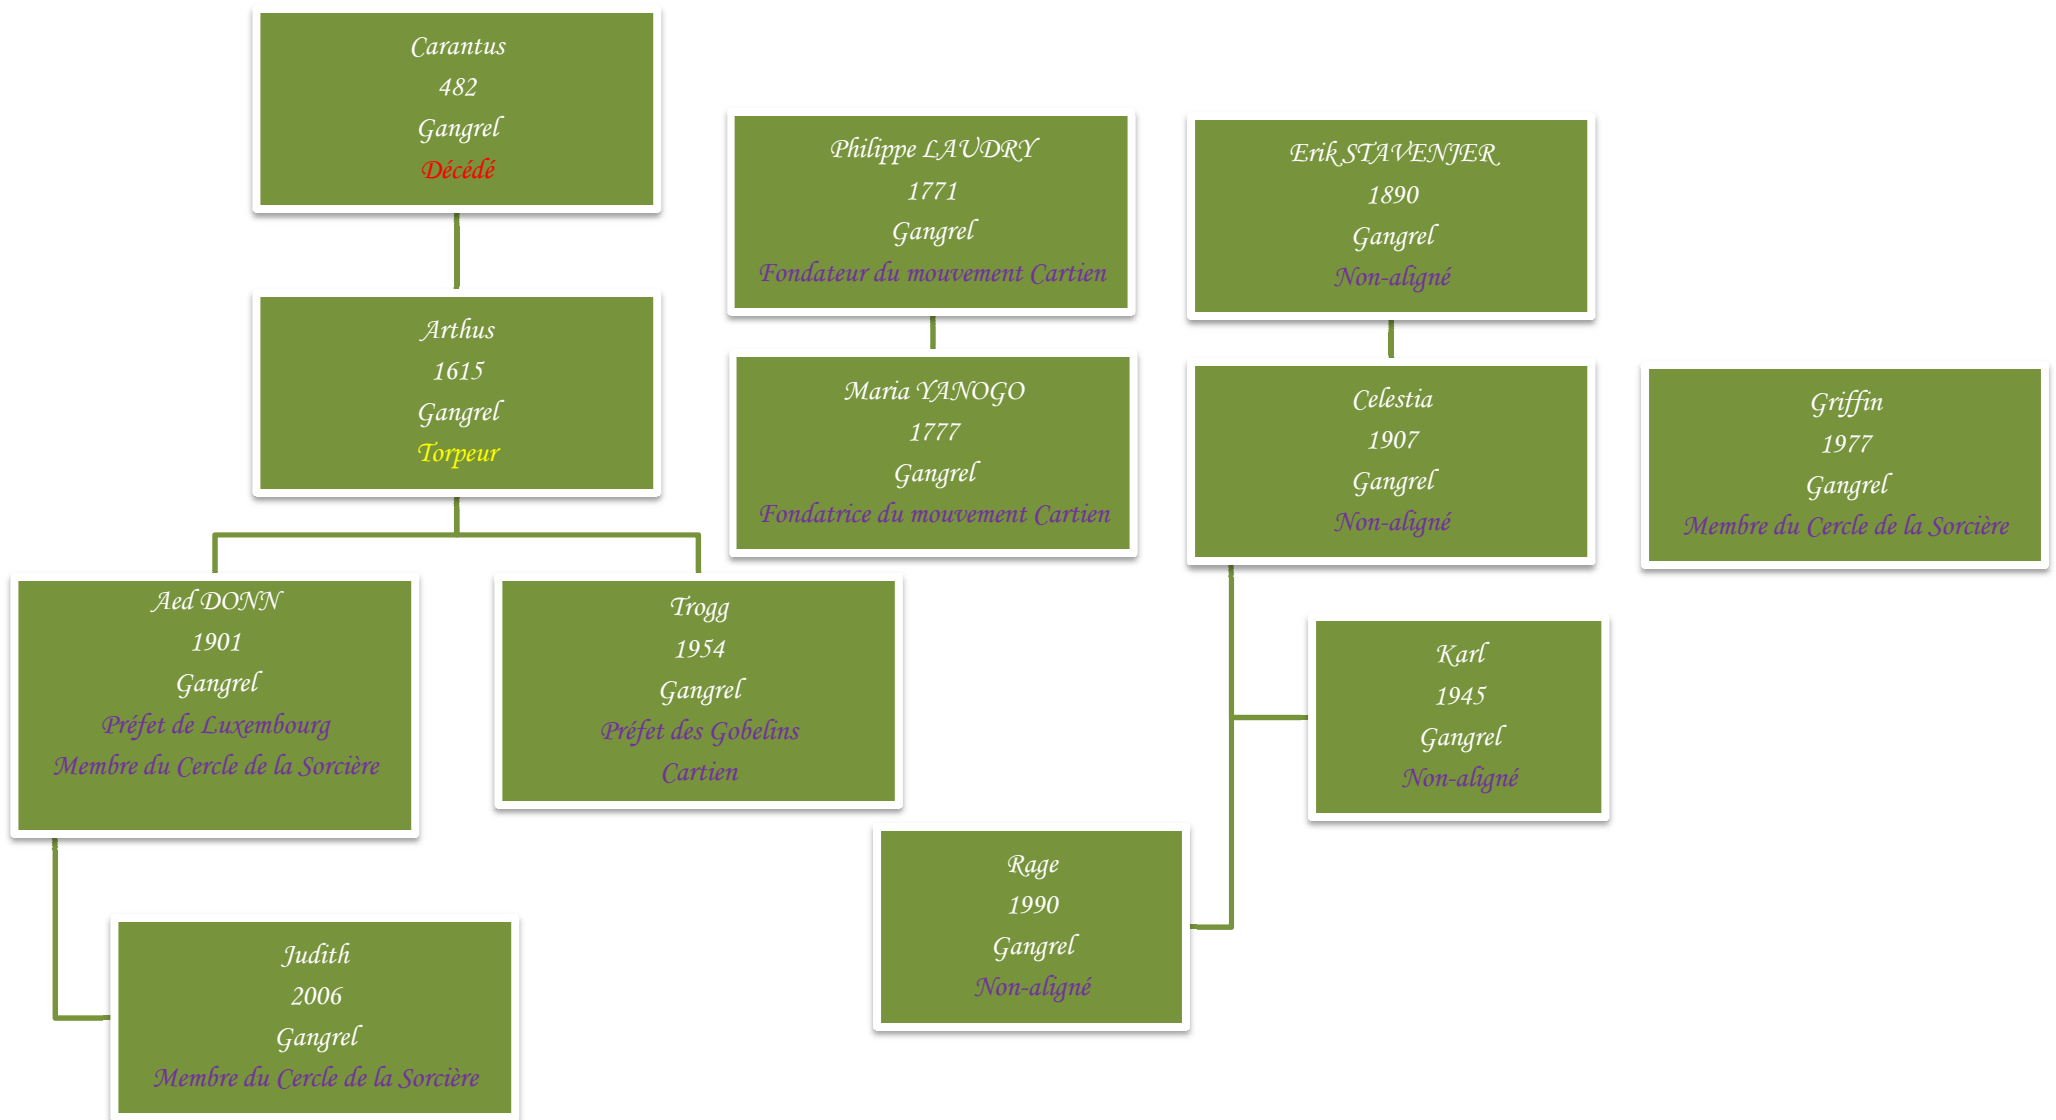 Carantus
482
Gangrel
Décédé
Philippe LAUDRY
1771
Gangrel
Fondateur du mouvement Cartien
Erik STAVENJER
1890
Gangrel
Non-aligné
Arthus
1615
Gangrel
Torpeur
Maria YANOGO
1777
Gangrel
Fondatrice du mouvement Cartien
Celestia
1907
Gangrel
Non-aligné
Griffin
1977
Gangrel
Membre du Cercle de la Sorcière
Aed DONN
1901
Gangrel
Préfet de Luxembourg
Membre du Cercle de la Sorcière
Trogg
1954
Gangrel
Préfet des Gobelins
Cartien
Karl
1945
Gangrel
Non-aligné
Rage
1990
Gangrel
Non-aligné
Judith
2006
Gangrel
Membre du Cercle de la Sorcière